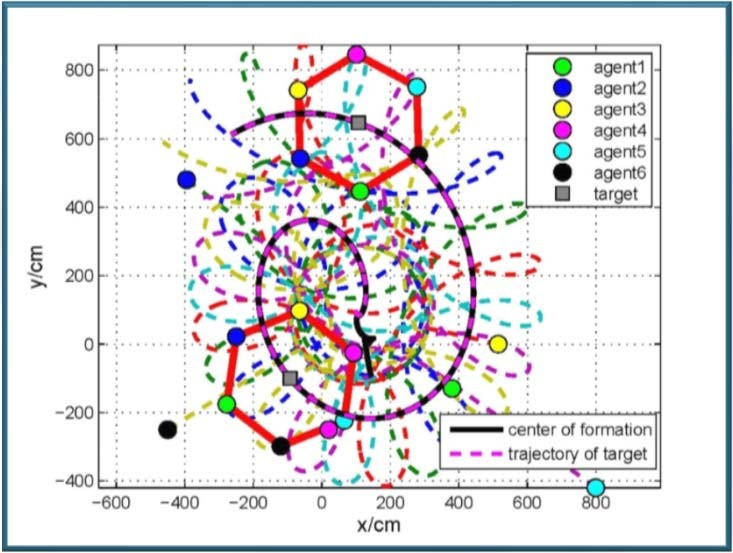 agent1
agent2
agent3
agent4
agent5
agent6
target
800
600
400
200
0
−200
−400
y/cm
center of formation
trajectory of target
−600 −400 −200 0 200 400 600 800
x/cm